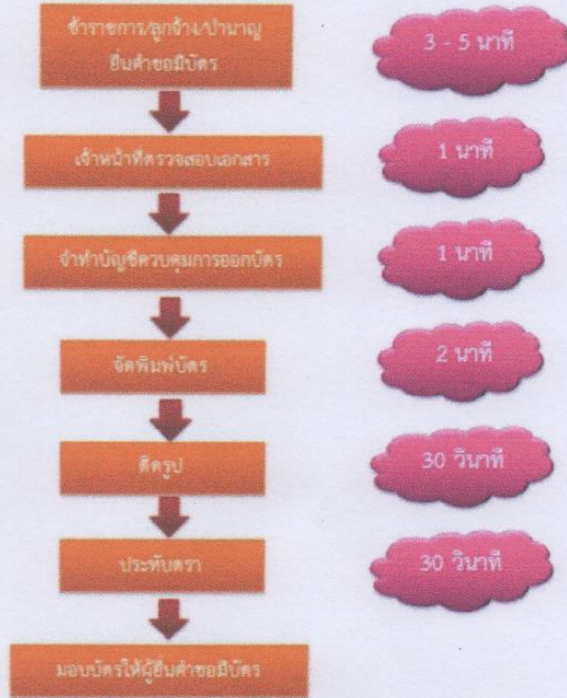 ข้าราชการ/ลูกจ้าง/บำนาญ
ยื่นคำขอมีบัตร
3 - 5 นาที
เจ้าหน้าที่ตรวจสอบเอกสาร
1 นาที
จำทำบัญชีควบคุมการออกบัตร
1 นาที
จัดพิมพ์บัตร
2 นาที
ติดรูป
30 วินาที
ประทับตรา
30 วินาที
มอบบัตรให้ผู้ยื่นคำขอมีบัตร